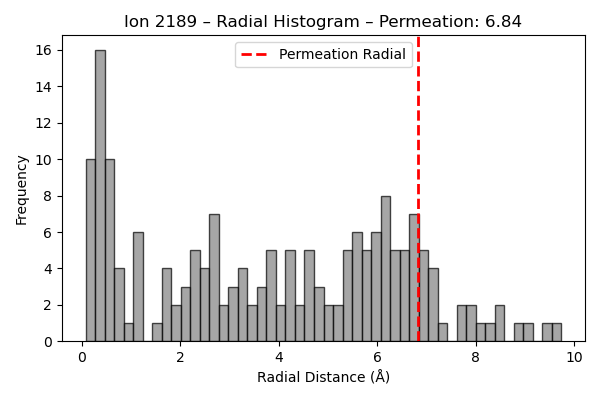 Ion 2189 – Radial Histogram – Permeation: 6.84
Permeation Radial
Frequency
16
14
12
10
8
6
4
2
0
0 2 4 6 8 10
Radial Distance (Å)